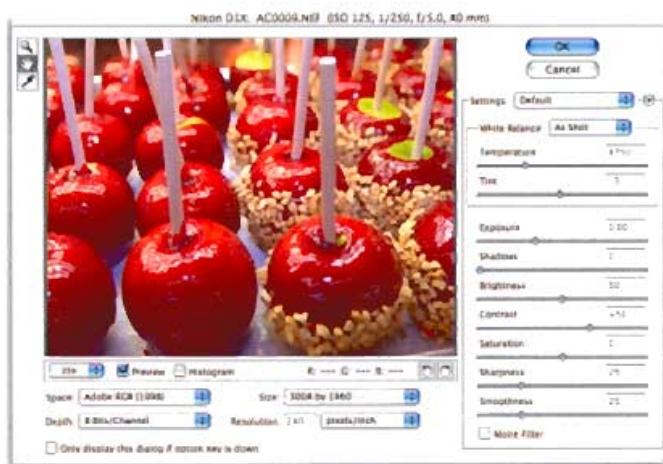 Nikon D1X: AC0009.NEF (ISO 125, 1/250, f/5.0, 80 mm)
OK
Cancel
Settings: Default
White Balance: As Shot
Temperature
Tint
Exposure
Shadows
Brightness 50
Contrast
Saturation
Sharpness 25
Smoothness 25
Moire Filter
Preview Histogram R: --- G: --- B: ---
Space: Adobe RGB (1998) Size: 3008 by 1960
Depth: 8 Bits/Channel Resolution: pixels/inch
Only display this dialog if option key is down